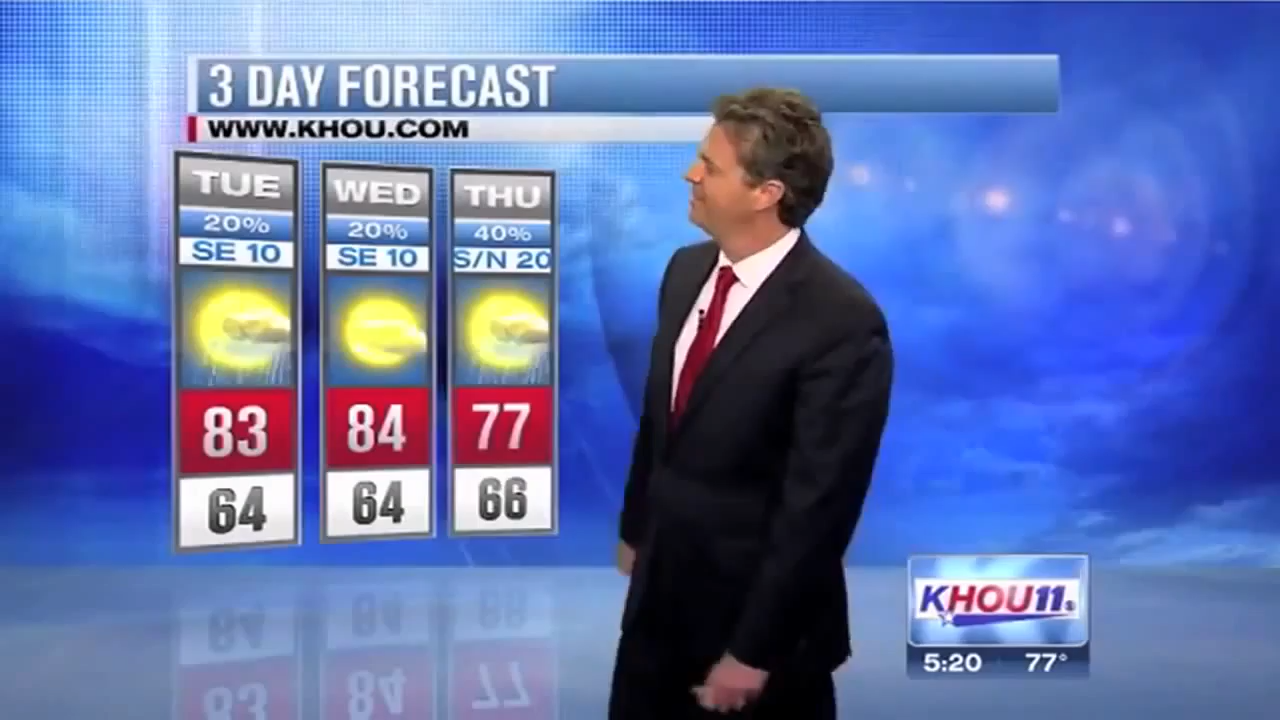 3 DAY FORECAST
WWW.KHOU.COM
TUE WED THU
20% 20% 40%
SE 10 SE 10 S/N 20
83 84 77
64 64 66
KHOU11
5:20 77°